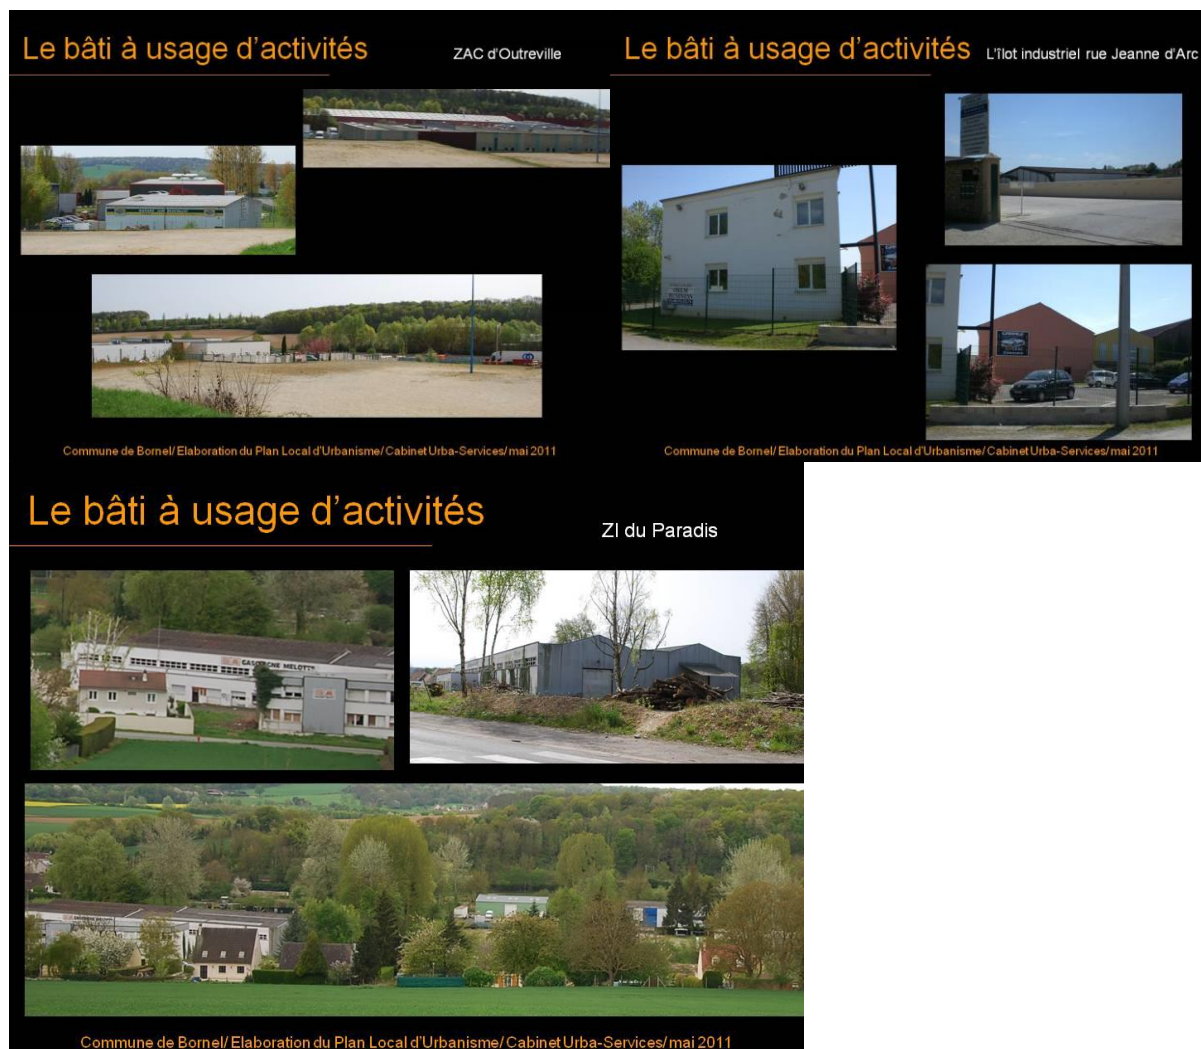 Le bâti à usage d'activités
ZAC d'Outreville
Commune de Bornel/ Elaboration du Plan Local d'Urbanisme/ Cabinet Urba-Services/ mai 2011
Le bâti à usage d'activités
L'îlot industriel rue Jeanne d'Arc
Commune de Bornel/ Elaboration du Plan Local d'Urbanisme/ Cabinet Urba-Services/ mai 2011
Le bâti à usage d'activités
ZI du Paradis
GASCOGNE MELOTTE
Commune de Bornel/ Elaboration du Plan Local d'Urbanisme/ Cabinet Urba-Services/ mai 2011